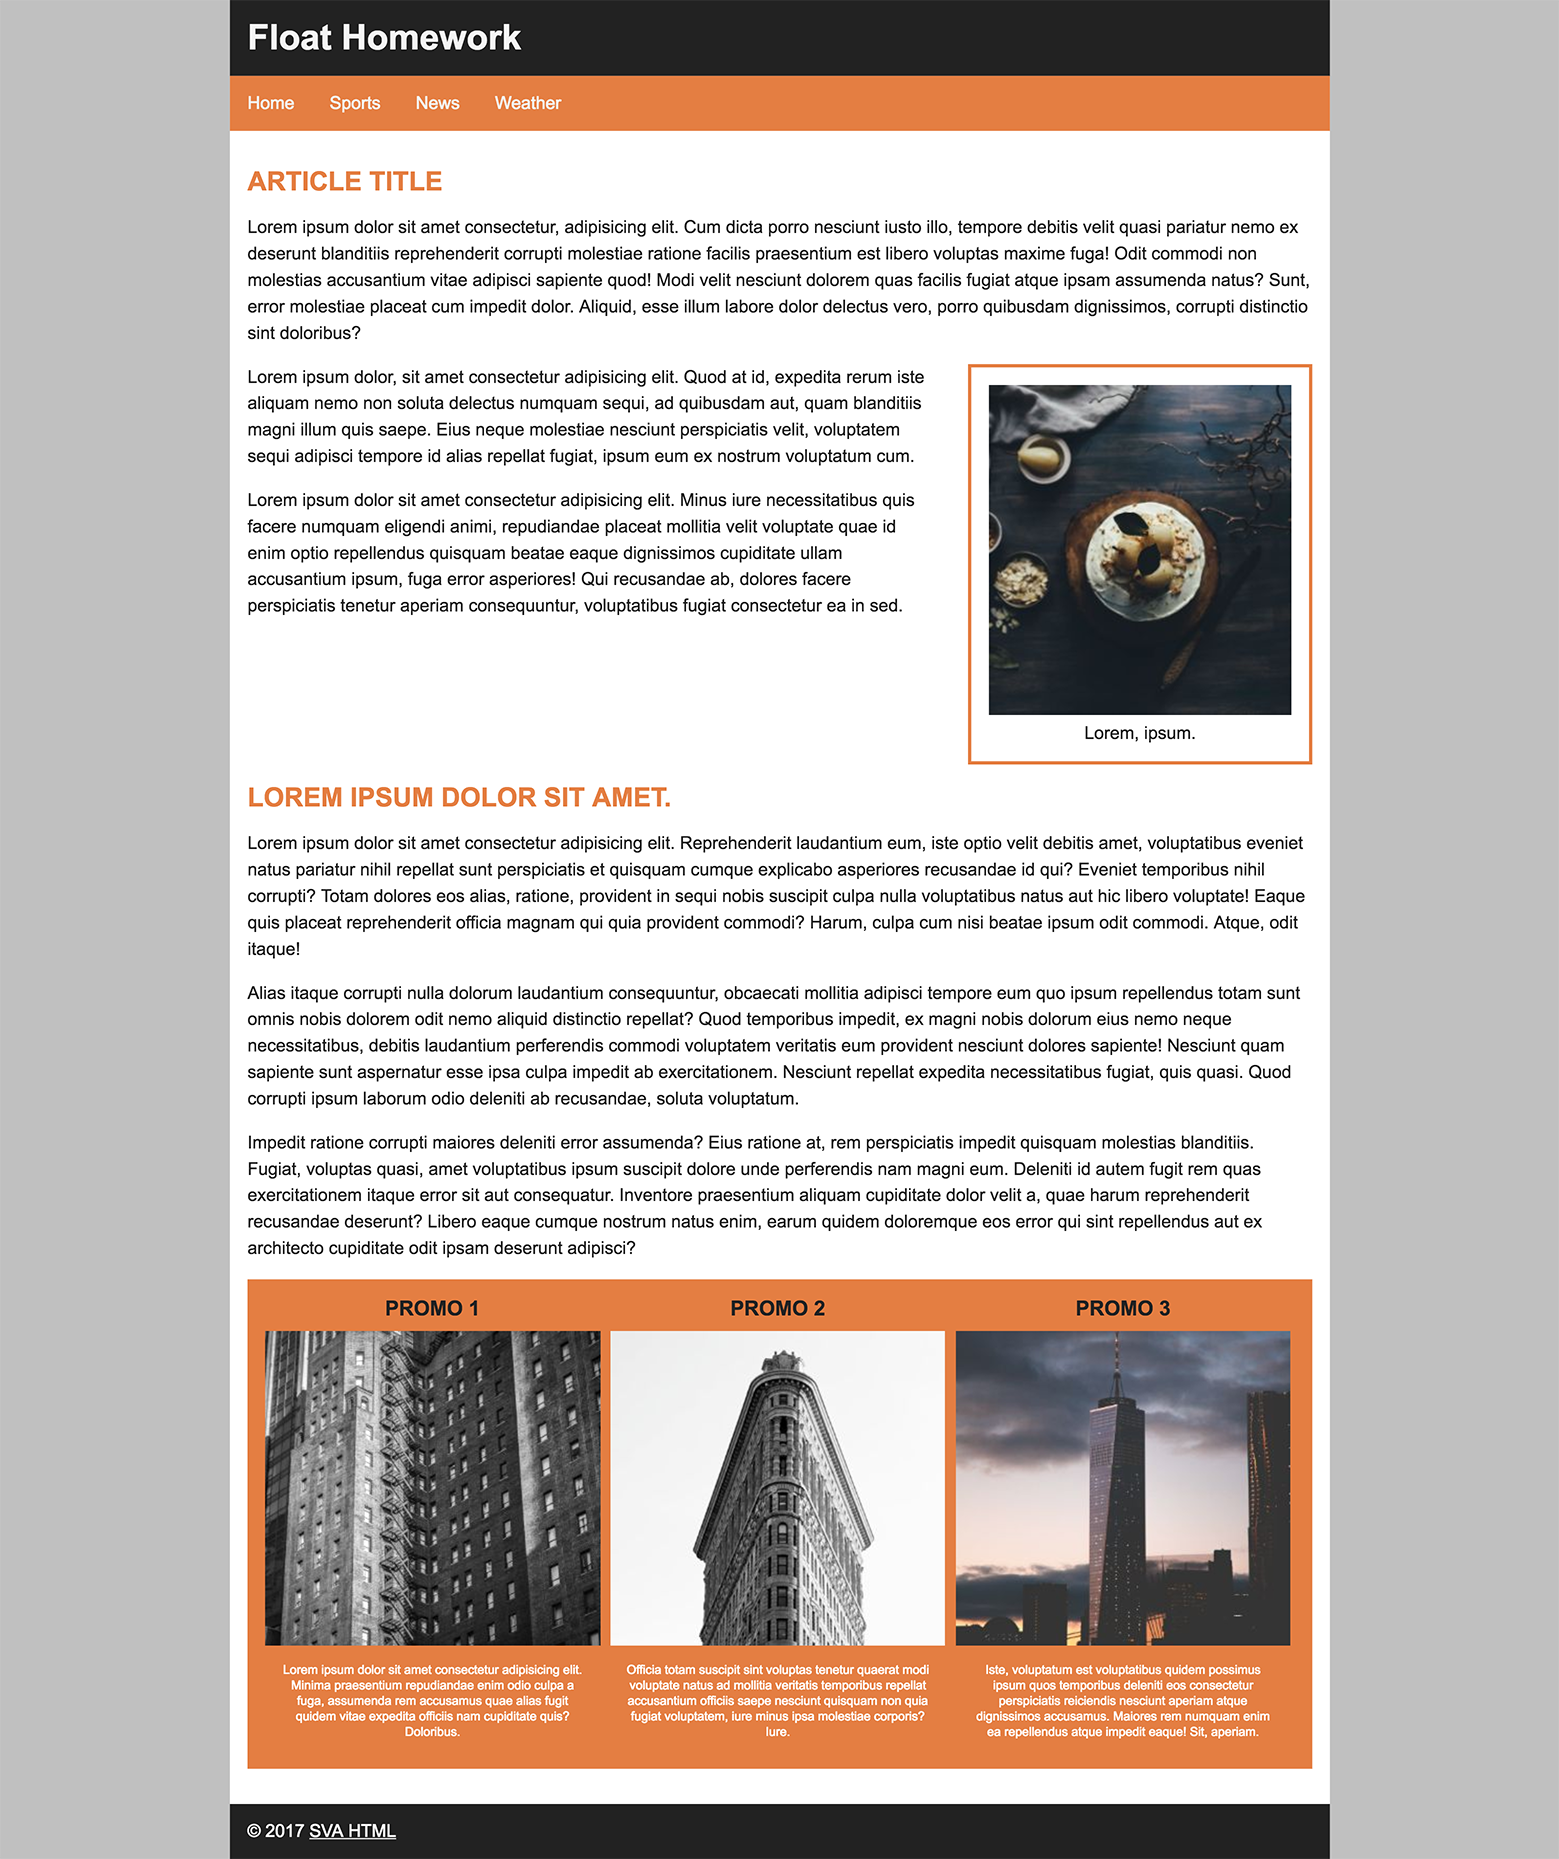 Float Homework
Home Sports News Weather
ARTICLE TITLE
Lorem ipsum dolor sit amet consectetur, adipisicing elit. Cum dicta porro nesciunt iusto illo, tempore debitis velit quasi pariatur nemo ex
deserunt blanditiis reprehenderit corrupti molestiae ratione facilis praesentium est libero voluptas maxime fuga! Odit commodi non
molestias accusantium vitae adipisci sapiente quod! Modi velit nesciunt dolorem quas facilis fugiat atque ipsam assumenda natus? Sunt,
error molestiae placeat cum impedit dolor. Aliquid, esse illum labore dolor delectus vero, porro quibusdam dignissimos, corrupti distinctio
sint doloribus?
Lorem ipsum dolor, sit amet consectetur adipisicing elit. Quod at id, expedita rerum iste
aliquam nemo non soluta delectus numquam sequi, ad quibusdam aut, quam blanditiis
magni illum quis saepe. Eius neque molestiae nesciunt perspiciatis velit, voluptatem
sequi adipisci tempore id alias repellat fugiat, ipsum eum ex nostrum voluptatum cum.
Lorem ipsum dolor sit amet consectetur adipisicing elit. Minus iure necessitatibus quis
facere numquam eligendi animi, repudiandae placeat mollitia velit voluptate quae id
enim optio repellendus quisquam beatae eaque dignissimos cupiditate ullam
accusantium ipsum, fuga error asperiores! Qui recusandae ab, dolores facere
perspiciatis tenetur aperiam consequuntur, voluptatibus fugiat consectetur ea in sed.
Lorem, ipsum.
LOREM IPSUM DOLOR SIT AMET.
Lorem ipsum dolor sit amet consectetur adipisicing elit. Reprehenderit laudantium eum, iste optio velit debitis amet, voluptatibus eveniet
natus pariatur nihil repellat sunt perspiciatis et quisquam cumque explicabo asperiores recusandae id qui? Eveniet temporibus nihil
corrupti? Totam dolores eos alias, ratione, provident in sequi nobis suscipit culpa nulla voluptatibus natus aut hic libero voluptate! Eaque
quis placeat reprehenderit officia magnam qui quia provident commodi? Harum, culpa cum nisi beatae ipsum odit commodi. Atque, odit
itaque!
Alias itaque corrupti nulla dolorum laudantium consequuntur, obcaecati mollitia adipisci tempore eum quo ipsum repellendus totam sunt
omnis nobis dolorem odit nemo aliquid distinctio repellat? Quod temporibus impedit, ex magni nobis dolorum eius nemo neque
necessitatibus, debitis laudantium perferendis commodi voluptatem veritatis eum provident nesciunt dolores sapiente! Nesciunt quam
sapiente sunt aspernatur esse ipsa culpa impedit ab exercitationem. Nesciunt repellat expedita necessitatibus fugiat, quis quasi. Quod
corrupti ipsum laborum odio deleniti ab recusandae, soluta voluptatum.
Impedit ratione corrupti maiores deleniti error assumenda? Eius ratione at, rem perspiciatis impedit quisquam molestias blanditiis.
Fugiat, voluptas quasi, amet voluptatibus ipsum suscipit dolore unde perferendis nam magni eum. Deleniti id autem fugit rem quas
exercitationem itaque error sit aut consequatur. Inventore praesentium aliquam cupiditate dolor velit a, quae harum reprehenderit
recusandae deserunt? Libero eaque cumque nostrum natus enim, earum quidem doloremque eos error qui sint repellendus aut ex
architecto cupiditate odit ipsam deserunt adipisci?
PROMO 1
Lorem ipsum dolor sit amet consectetur adipisicing elit.
Minima praesentium repudiandae enim odio culpa a
fuga, assumenda rem accusamus quae alias fugit
quidem vitae expedita officiis nam cupiditate quis?
Doloribus.
PROMO 2
Officia totam suscipit sint voluptas tenetur quaerat modi
voluptate natus ad mollitia veritatis temporibus repellat
accusantium officiis saepe nesciunt quisquam non quia
fugiat voluptatem, iure minus ipsa molestiae corporis?
Iure.
PROMO 3
Iste, voluptatum est voluptatibus quidem possimus
ipsum quos temporibus deleniti eos consectetur
perspiciatis reiciendis nesciunt aperiam atque
dignissimos accusamus. Maiores rem numquam enim
ea repellendus atque impedit eaque! Sit, aperiam.
© 2017 SVA HTML